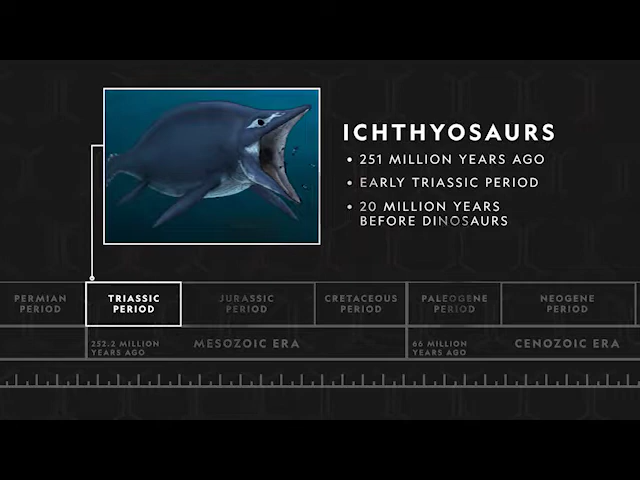 ICHTHYOSAURS
• 251 MILLION YEARS AGO
• EARLY TRIASSIC PERIOD
• 20 MILLION YEARS
BEFORE DINOSAURS
PERMIAN
PERIOD
TRIASSIC
PERIOD
JURASSIC
PERIOD
CRETACEOUS
PERIOD
PALEOGENE
PERIOD
NEOGENE
PERIOD
252.2 MILLION
YEARS AGO
MESOZOIC ERA
66 MILLION
YEARS AGO
CENOZOIC ERA